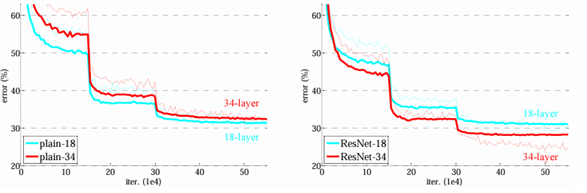 60
50
40
30
20
error (%)
0
10
20
30
40
50
iter. (1e4)
plain-18
plain-34
34-layer
18-layer
60
50
40
30
20
error (%)
0
10
20
30
40
50
iter. (1e4)
ResNet-18
ResNet-34
18-layer
34-layer